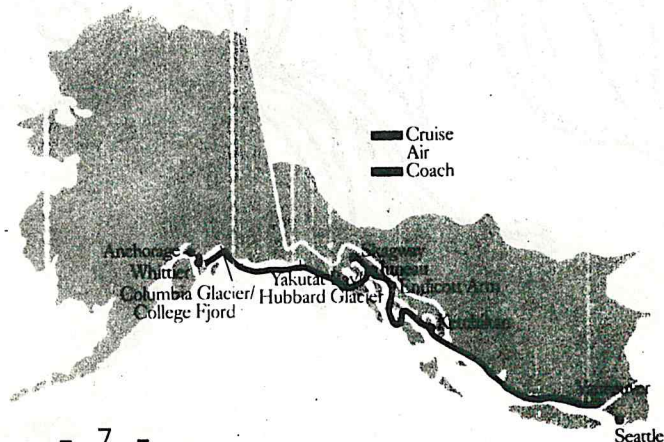 Cruise
Air
Coach
Anchorage
Whittier
Columbia Glacier/
College Fjord
Yakutat Bay/
Hubbard Glacier
Skagway
Juneau
Endicott Arm
Ketchikan
Vancouver
Seattle
- 7 -